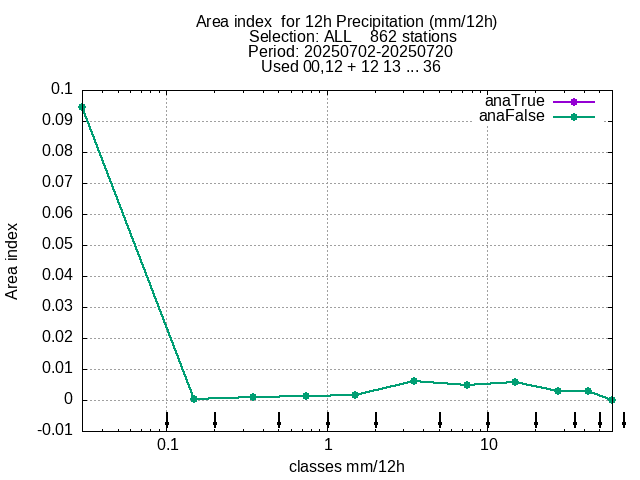 Area index  for 12h Precipitation (mm/12h)
Selection: ALL    862 stations
Period: 20250702-20250720
Used 00,12 + 12 13 ... 36
anaTrue
anaFalse
0.1
0.09
0.08
0.07
0.06
0.05
0.04
0.03
0.02
0.01
0
-0.01
Area index
0.1 1 10
classes mm/12h